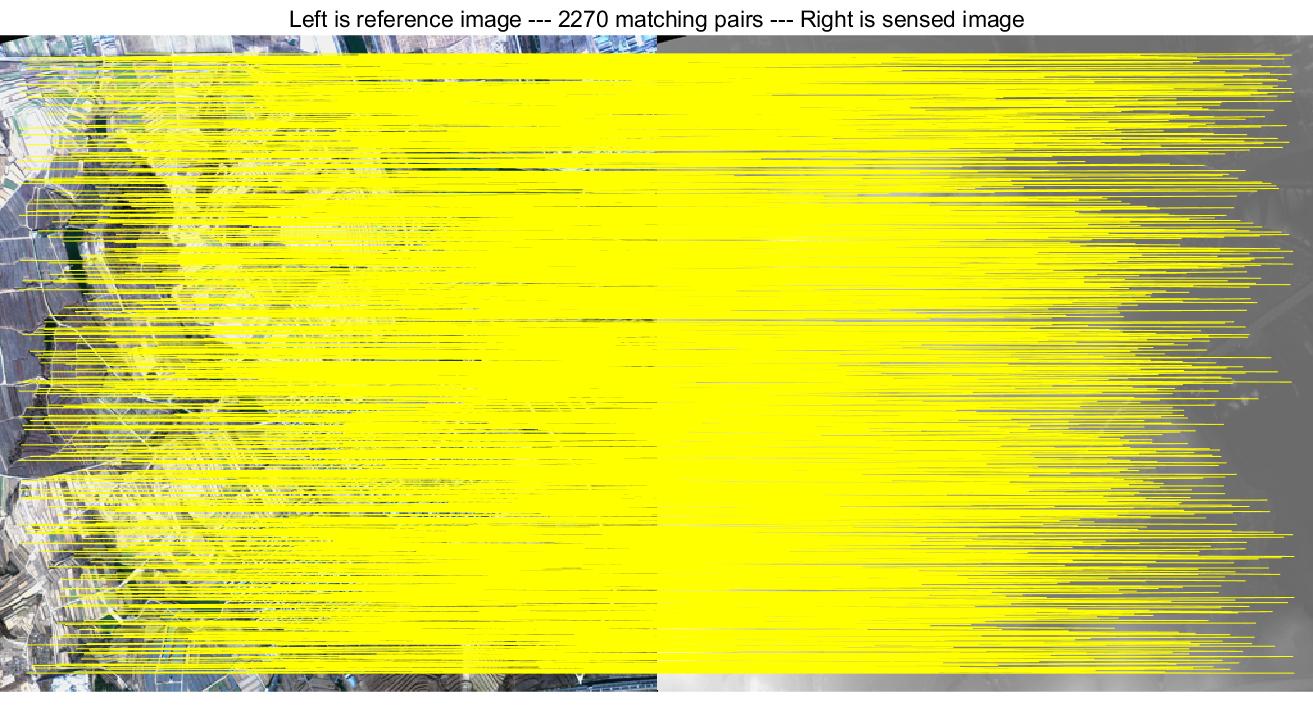 Left is reference image --- 2270 matching pairs --- Right is sensed image